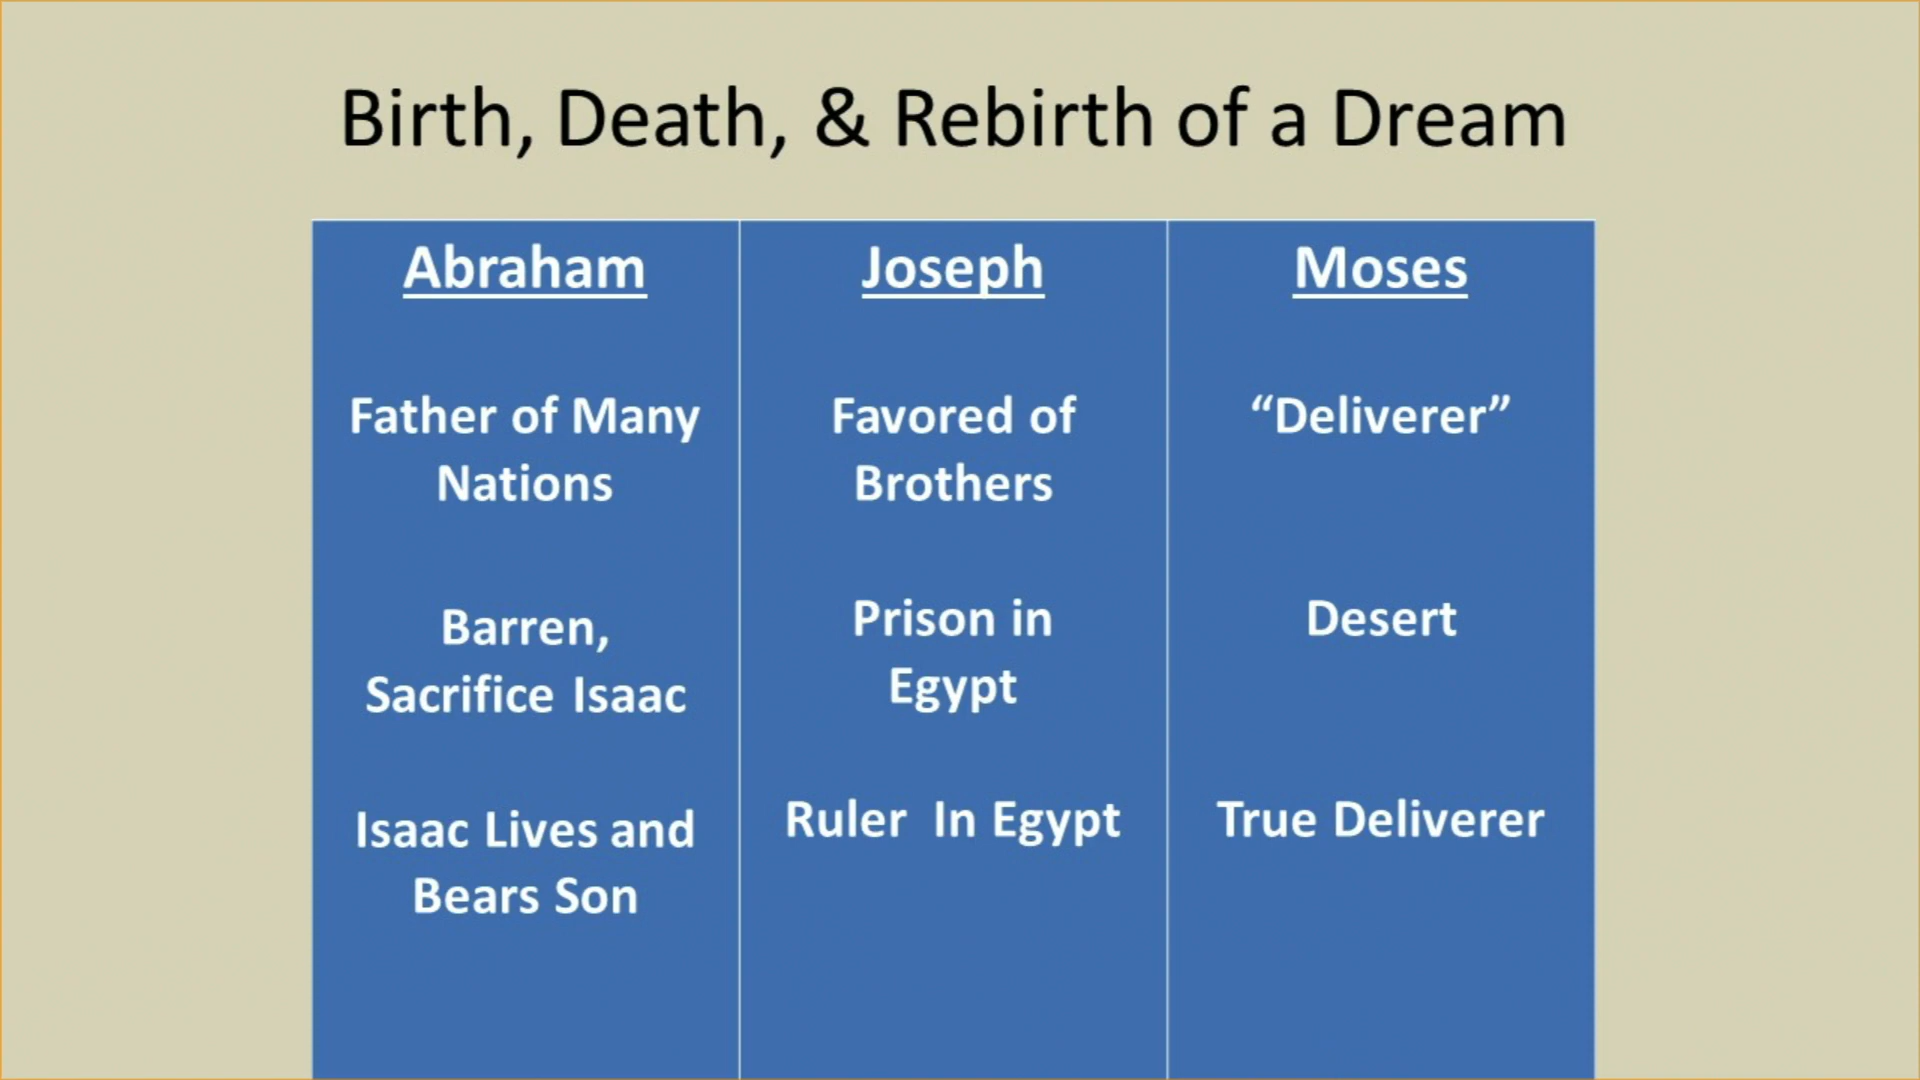 Birth, Death, & Rebirth of a Dream
Abraham
Father of Many
Nations
Barren,
Sacrifice Isaac
Isaac Lives and
Bears Son
Joseph
Favored of
Brothers
Prison in
Egypt
Ruler  In Egypt
Moses
“Deliverer”
Desert
True Deliverer